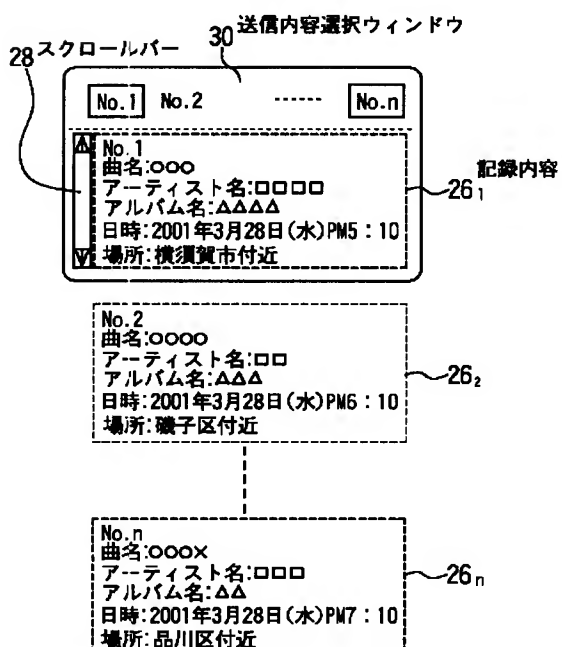 30 送信内容選択ウィンドウ
28 スクロールバー
No.1 No.2 ······ No.n
No.1
曲名:○○○
アーティスト名:□□□□
アルバム名:△△△△
日時:2001年3月28日(水)PM5:10
場所:横須賀市付近
記録内容
26₁
No.2
曲名:○○○○
アーティスト名:□□
アルバム名:△△△
日時:2001年3月28日(水)PM6:10
場所:磯子区付近
26₂
No.n
曲名:○○○×
アーティスト名:□□□
アルバム名:△△
日時:2001年3月28日(水)PM7:10
場所:品川区付近
26ₙ